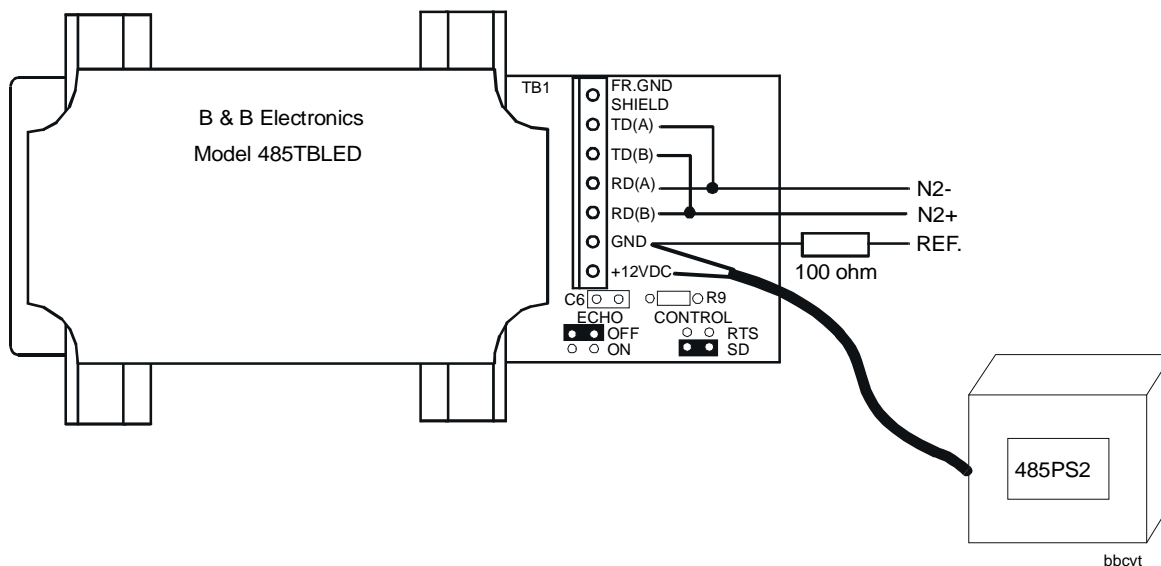 B & B Electronics
Model 485TBLED
TB1
FR.GND
SHIELD
TD(A)
TD(B)
RD(A)
RD(B)
GND
+12VDC
N2-
N2+
REF.
100 ohm
C6
R9
ECHO
CONTROL
OFF
RTS
ON
SD
485PS2
bbcvt